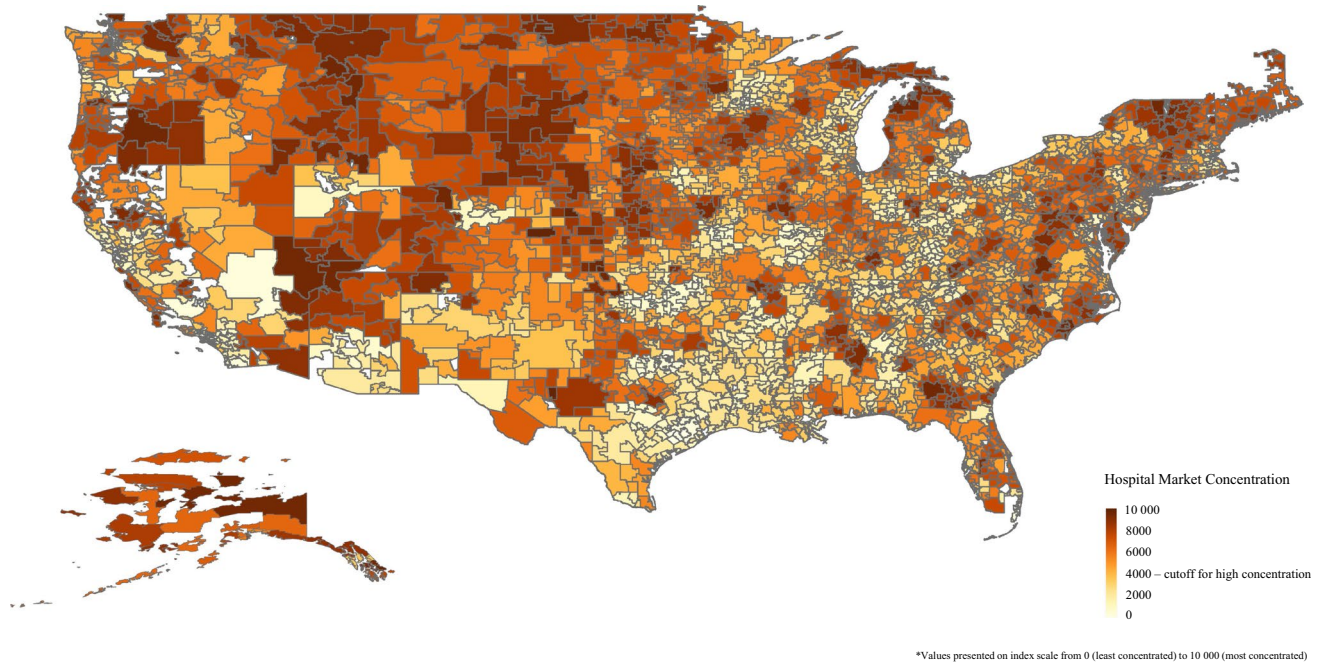 Hospital Market Concentration
10 000
8000
6000
4000 – cutoff for high concentration
2000
0
*Values presented on index scale from 0 (least concentrated) to 10 000 (most concentrated)